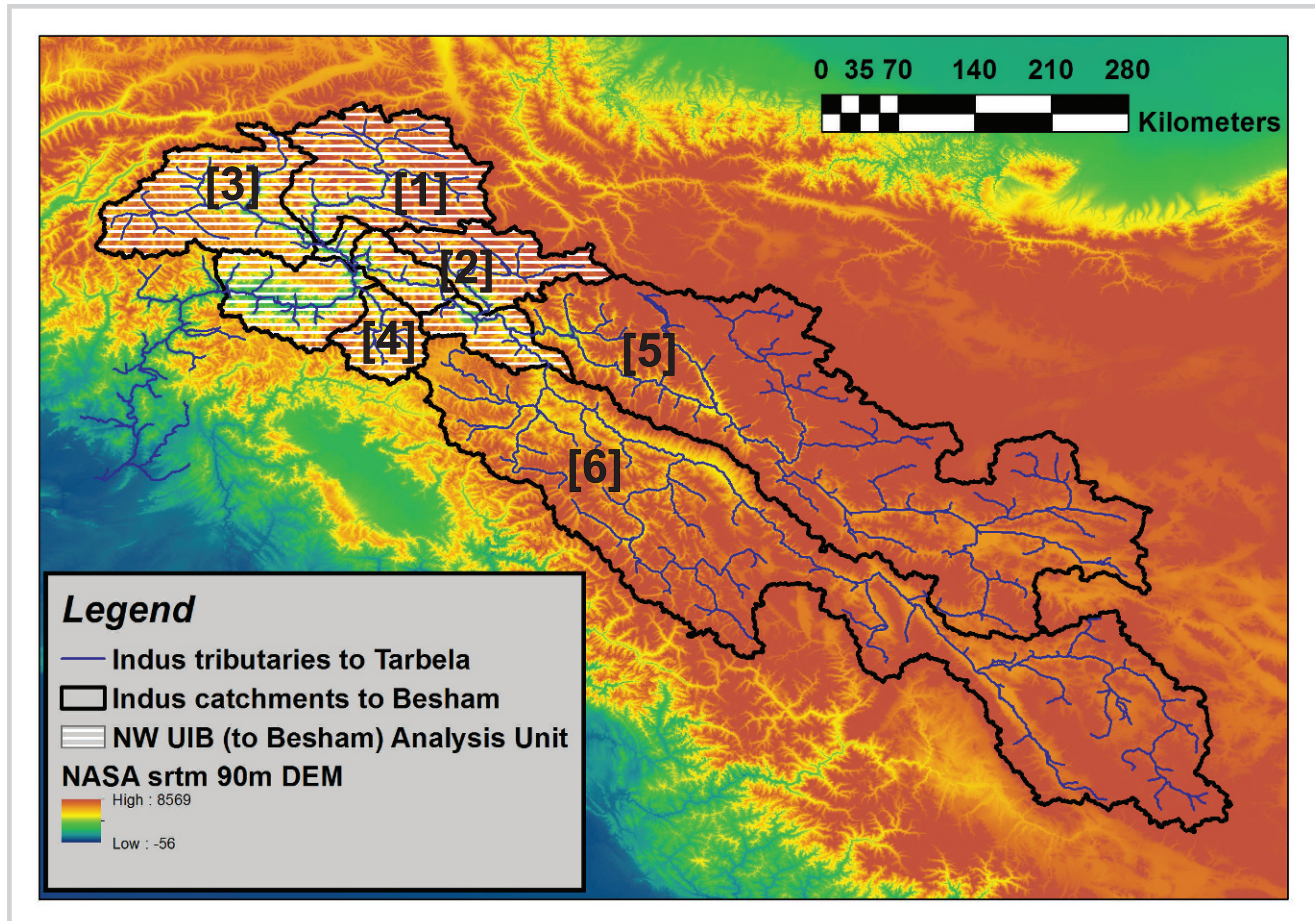 0 35 70 140 210 280
Kilometers
[3]
[1]
[2]
[4]
[5]
[6]
Legend
Indus tributaries to Tarbela
Indus catchments to Besham
NW UIB (to Besham) Analysis Unit
NASA srtm 90m DEM
High : 8569
Low : -56